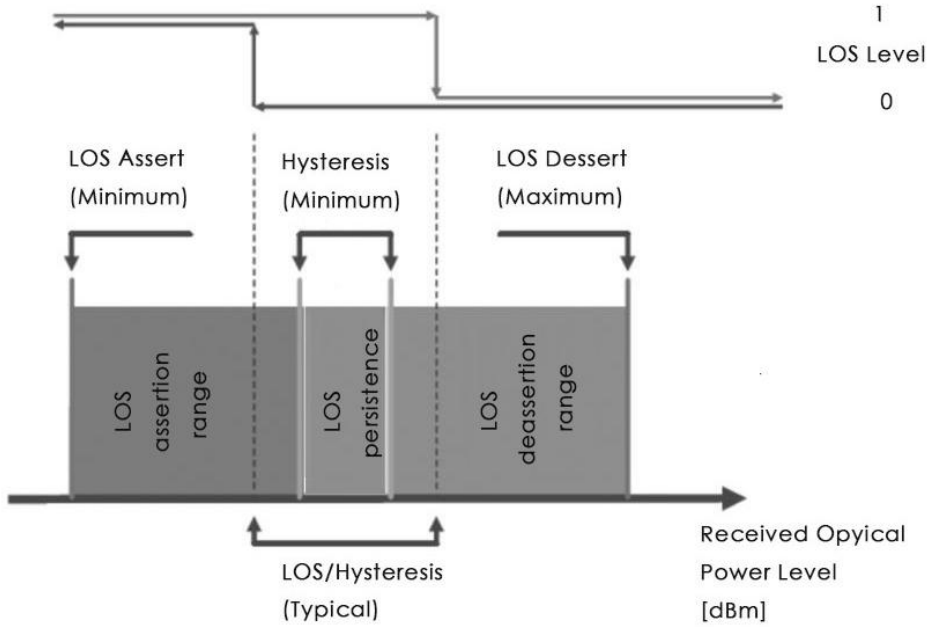 1
LOS Level
0
LOS Assert
(Minimum)
Hysteresis
(Minimum)
LOS Dessert
(Maximum)
LOS
assertion
range
LOS
persistence
LOS
deassertion
range
LOS/Hysteresis
(Typical)
Received Opyical
Power Level
[dBm]